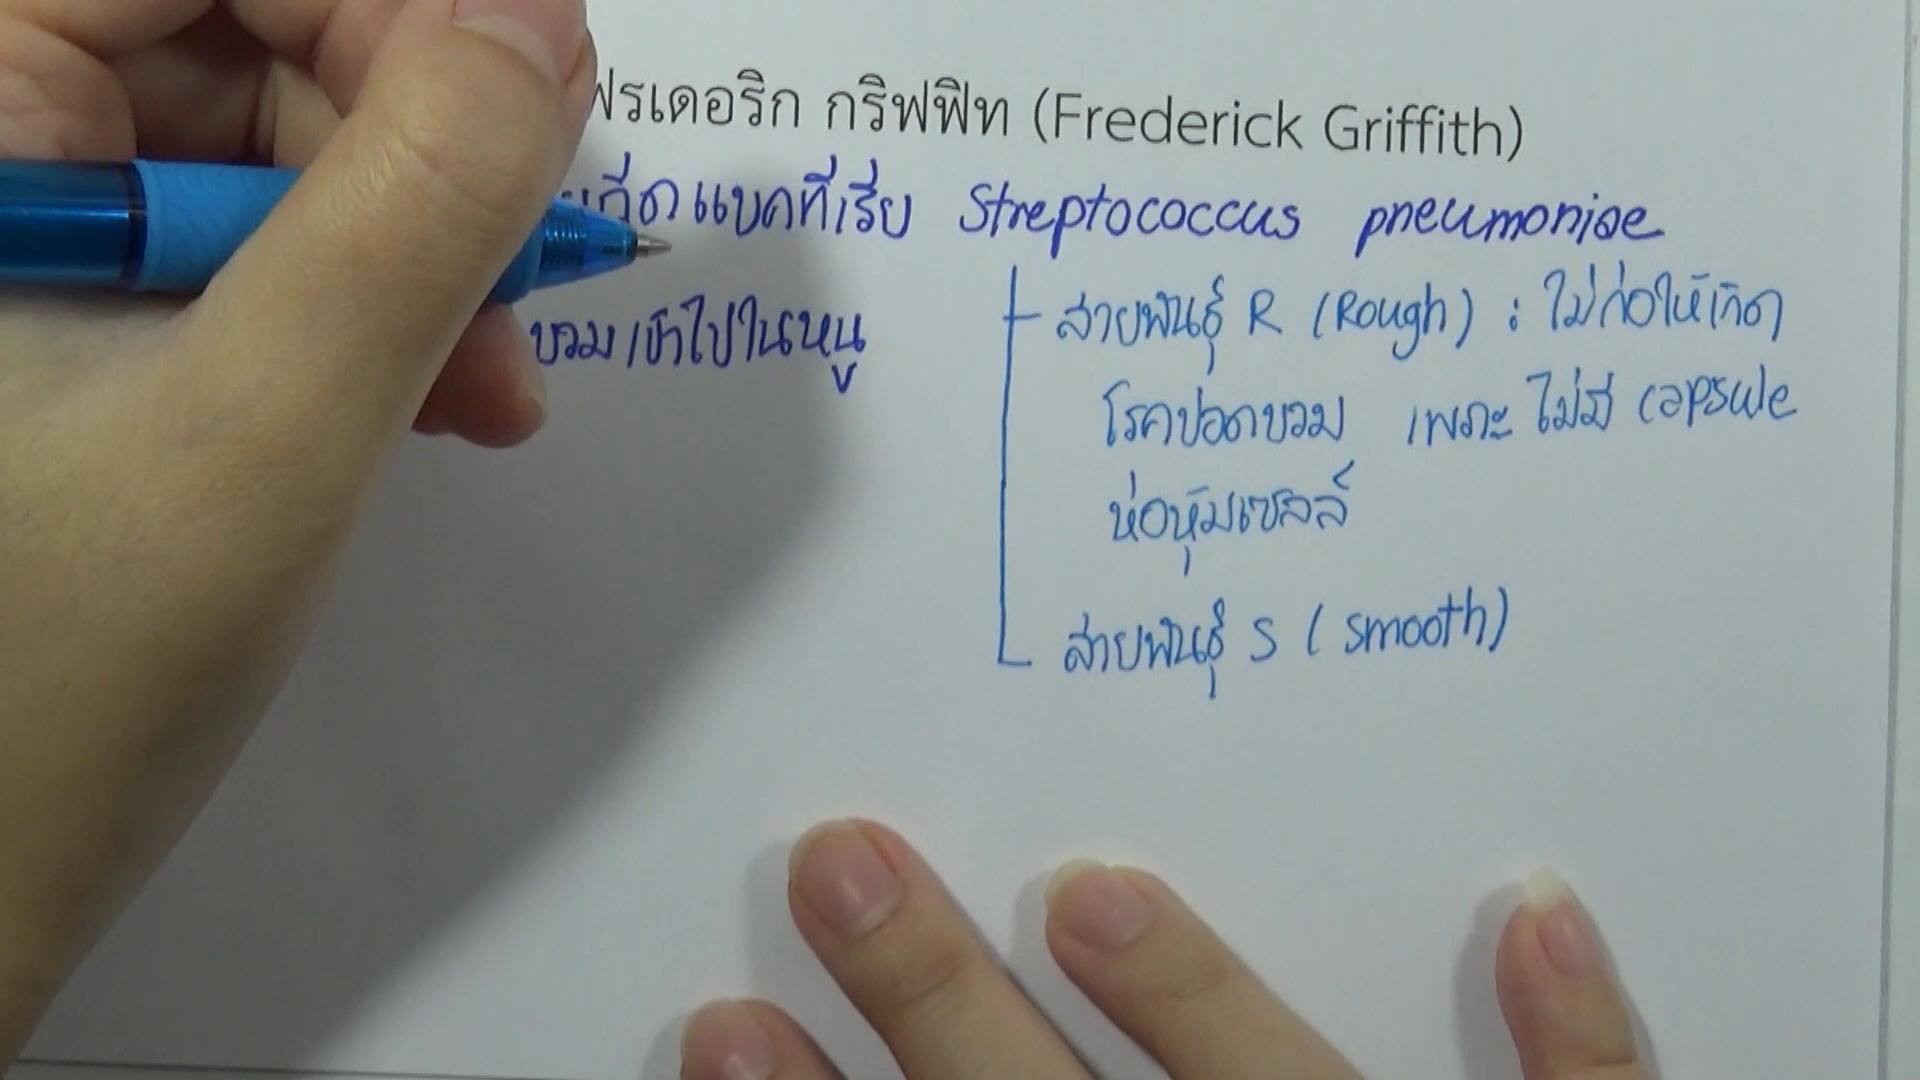 ฟรเดอริก กริฟฟิท (Frederick Griffith)
ฉีดแบคทีเรีย Streptococcus pneumoniae
บวมเข้าไปในหนู
สายพันธุ์ R (Rough) : ไม่ก่อให้เกิด
โรคปอดบวม เพราะ ไม่มี capsule
ห่อหุ้มเซลล์
สายพันธุ์ S (smooth)